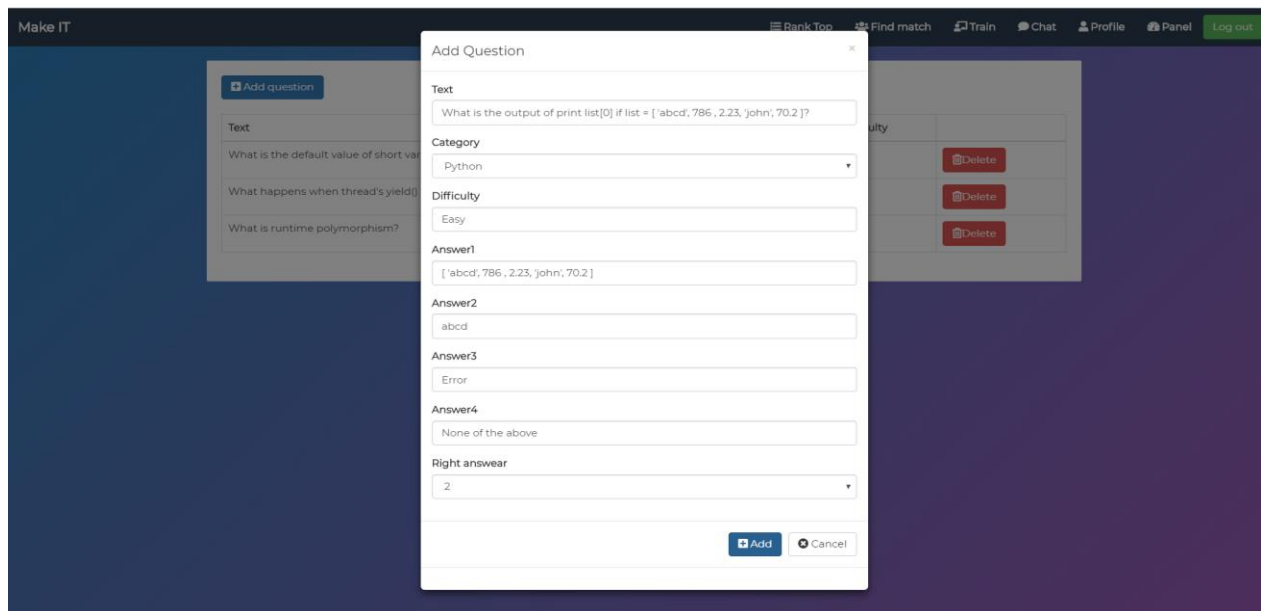 Make IT
Rank Top Find match Train Chat Profile Panel Log out
Add Question ×
Add question
Text
What is the output of print list[0] if list = [ 'abcd', 786 , 2.23, 'john', 70.2 ]?
Text
Category
What is the default value of short
Python
Delete
What happens when thread's yield()
Difficulty
Delete
Easy
What is runtime polymorphism?
Delete
Answer1
[ 'abcd', 786 , 2.23, 'john', 70.2 ]
Answer2
abcd
Answer3
Error
Answer4
None of the above
Right answear
2
Add Cancel